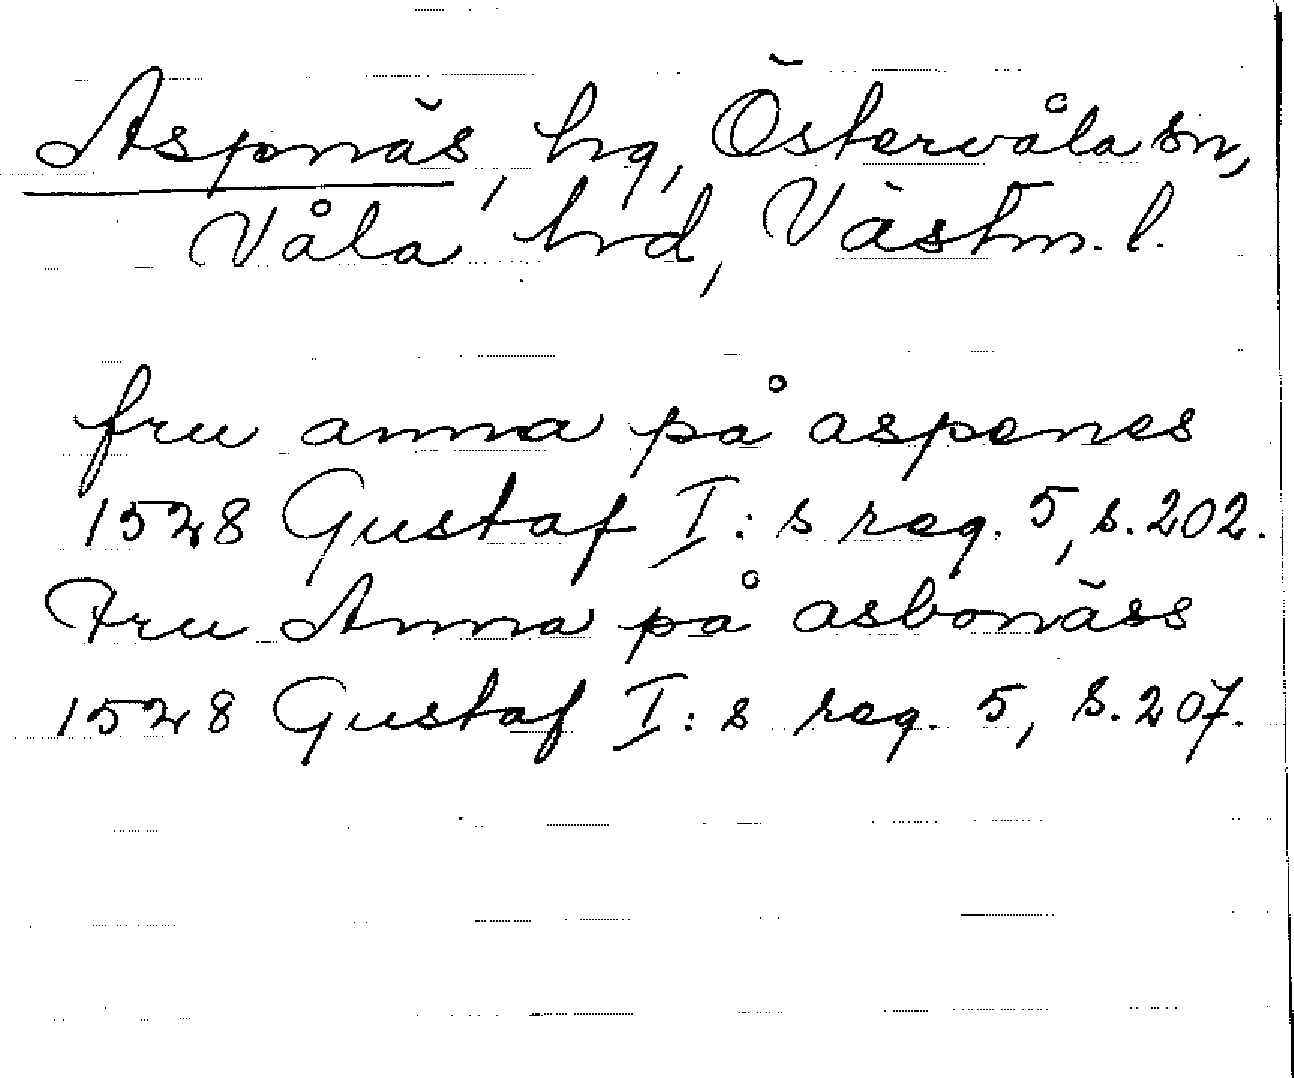 Aspnäs, hg, Östervåla sn,
Våla hrd, Västm. l.
fru anna på aspenes
1528 Gustaf I: s reg. 5, s. 202.
Fru Anna på asbonäss
1528 Gustaf I: s reg. 5, s. 207.